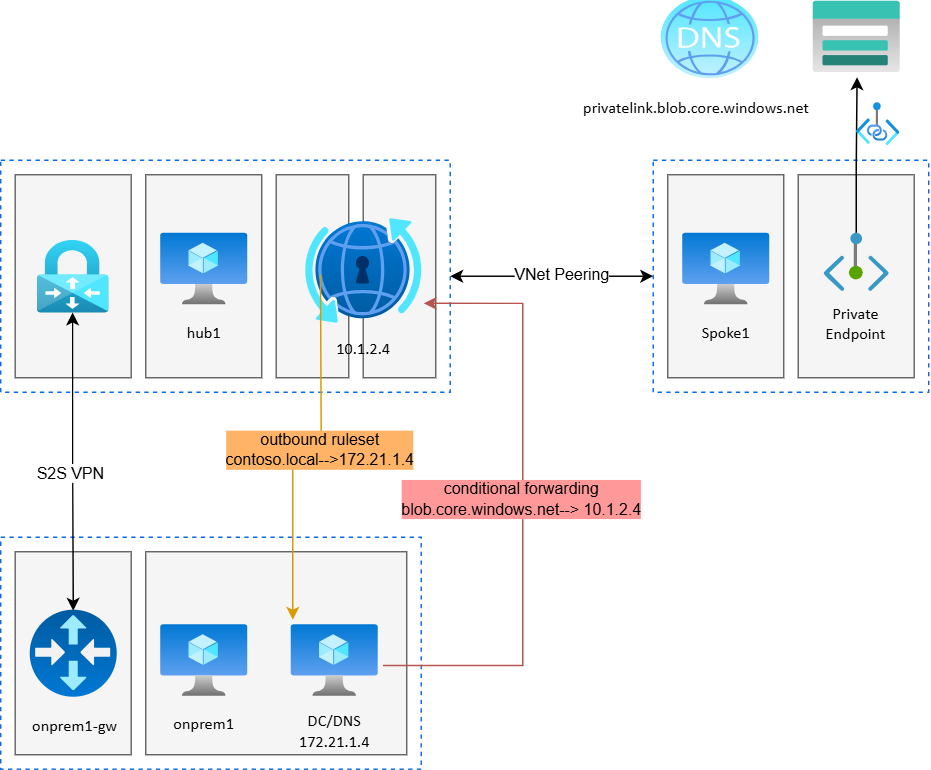 DNS
privatelink.blob.core.windows.net
hub1
10.1.2.4
VNet Peering
Spoke1
Private
Endpoint
outbound ruleset
contoso.local-->172.21.1.4
S2S VPN
conditional forwarding
blob.core.windows.net--> 10.1.2.4
onprem1-gw
onprem1
DC/DNS
172.21.1.4